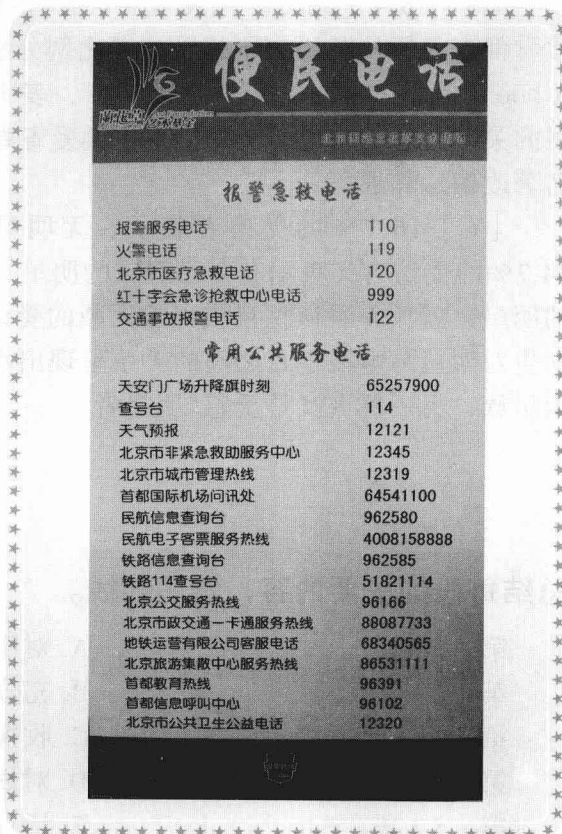 便民电话
艺术基金
报警急救电话
报警服务电话 110
火警电话 119
北京市医疗急救电话 120
红十字会急诊抢救中心电话 999
交通事故报警电话 122
常用公共服务电话
天安门广场升降旗时刻 65257900
查号台 114
天气预报 12121
北京市非紧急救助服务中心 12345
北京市城市管理热线 12319
首都国际机场问讯处 64541100
民航信息查询台 962580
民航电子客票服务热线 4008158888
铁路信息查询台 962585
铁路114查号台 51821114
北京公交服务热线 96166
北京市政交通一卡通服务热线 88087733
地铁运营有限公司客服电话 68340565
北京旅游集散中心服务热线 86531111
首都教育热线 96391
首都信息呼叫中心 96102
北京市公共卫生公益电话 12320